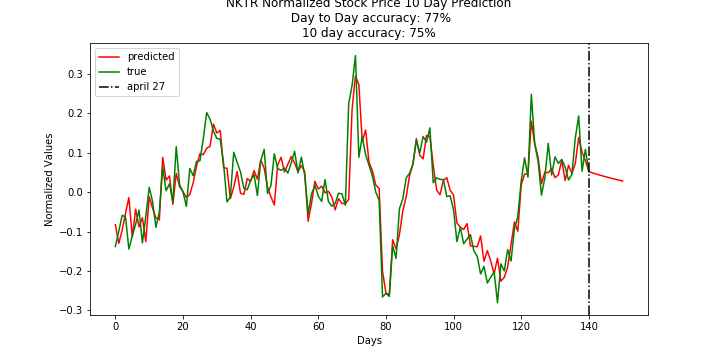 NKTR Normalized Stock Price 10 Day Prediction
Day to Day accuracy: 77%
10 day accuracy: 75%
predicted
true
april 27
Normalized Values
0.3
0.2
0.1
0.0
−0.1
−0.2
−0.3
0 20 40 60 80 100 120 140
Days